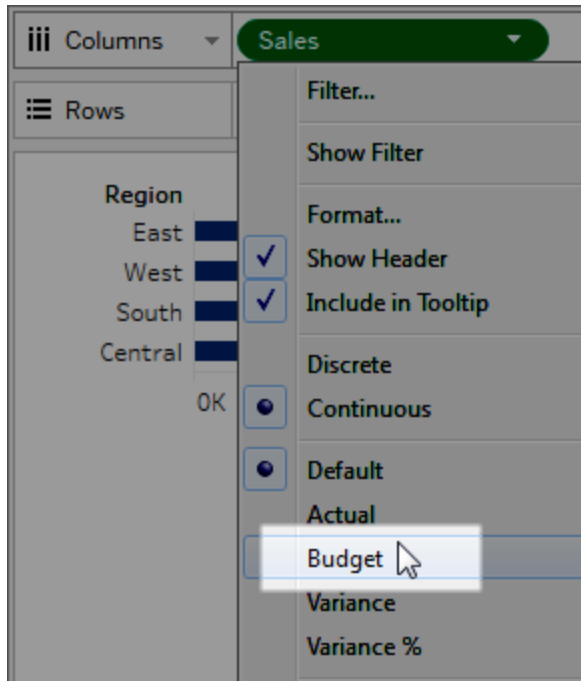 Columns
Sales
Rows
Filter...
Show Filter
Region
East
West
South
Central
0K
Format...
Show Header
Include in Tooltip
Discrete
Continuous
Default
Actual
Budget
Variance
Variance %